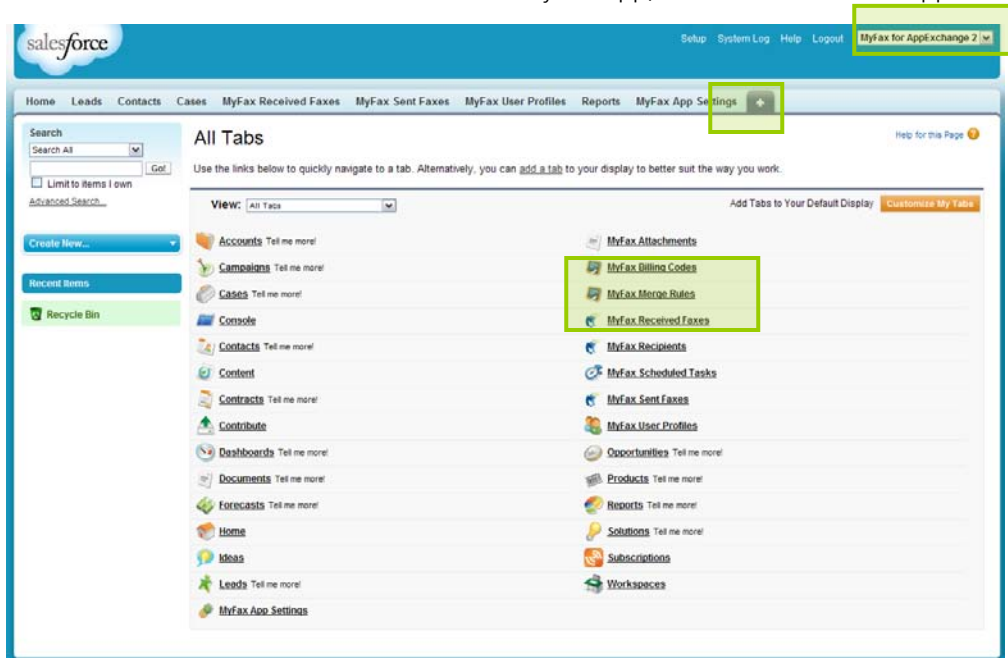 salesforce
Setup System Log Help Logout MyFax for AppExchange 2
Home Leads Contacts Cases MyFax Received Faxes MyFax Sent Faxes MyFax User Profiles Reports MyFax App Settings +
Search
Search All
Go!
Limit to items I own
Advanced Search...
Create New...
Recent Items
Recycle Bin
All Tabs
Help for this Page
Use the links below to quickly navigate to a tab. Alternatively, you can add a tab to your display to better suit the way you work.
View: All Tabs
Add Tabs to Your Default Display Customize My Tabs
Accounts Tell me more!
Campaigns Tell me more!
Cases Tell me more!
Console
Contacts Tell me more!
Content
Contracts Tell me more!
Contribute
Dashboards Tell me more!
Documents Tell me more!
Forecasts Tell me more!
Home
Ideas
Leads Tell me more!
MyFax App Settings
MyFax Attachments
MyFax Billing Codes
MyFax Merge Rules
MyFax Received Faxes
MyFax Recipients
MyFax Scheduled Tasks
MyFax Sent Faxes
MyFax User Profiles
Opportunities Tell me more!
Products Tell me more!
Reports Tell me more!
Solutions Tell me more!
Subscriptions
Workspaces